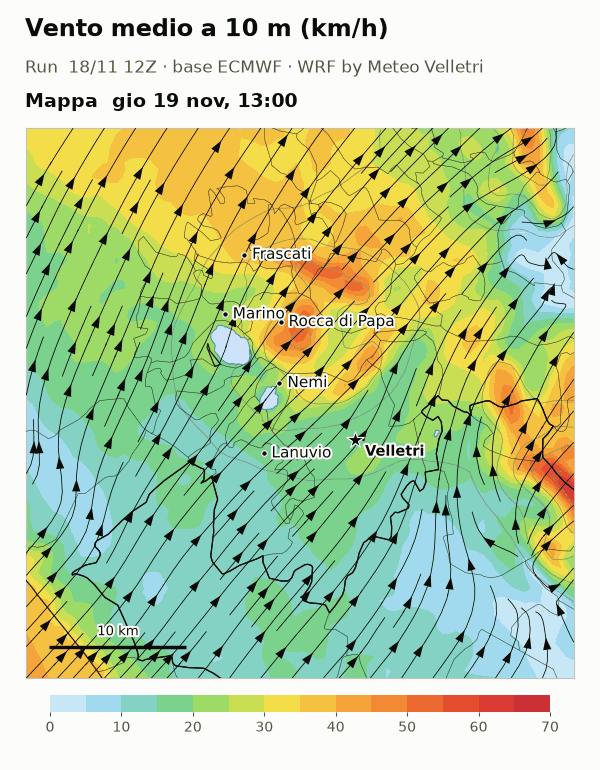 Vento medio a 10 m (km/h)
Run  18/11 12Z · base ECMWF · WRF by Meteo Velletri
Mappa  gio 19 nov, 13:00
Frascati
Marino
Rocca di Papa
Nemi
Lanuvio
Velletri
10 km
0 10 20 30 40 50 60 70